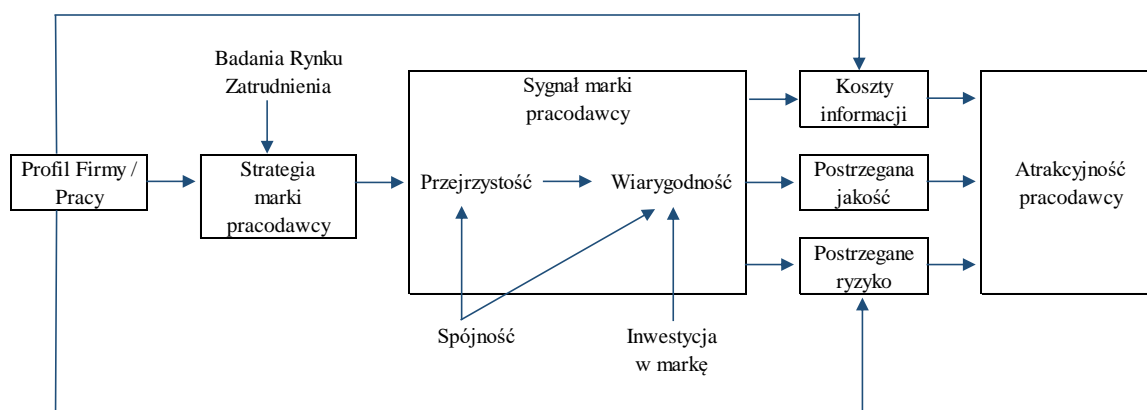 Badania Rynku
Zatrudnienia
Profil Firmy /
Pracy
Strategia
marki
pracodawcy
Sygnał marki
pracodawcy
Przejrzystość
Wiarygodność
Spójność
Inwestycja
w markę
Koszty
informacji
Postrzegana
jakość
Postrzegane
ryzyko
Atrakcyjność
pracodawcy